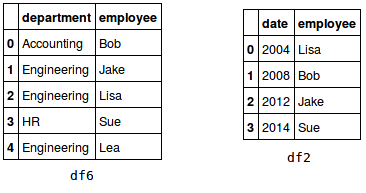 department employee
0 Accounting Bob
1 Engineering Jake
2 Engineering Lisa
3 HR Sue
4 Engineering Lea
df6
date employee
0 2004 Lisa
1 2008 Bob
2 2012 Jake
3 2014 Sue
df2